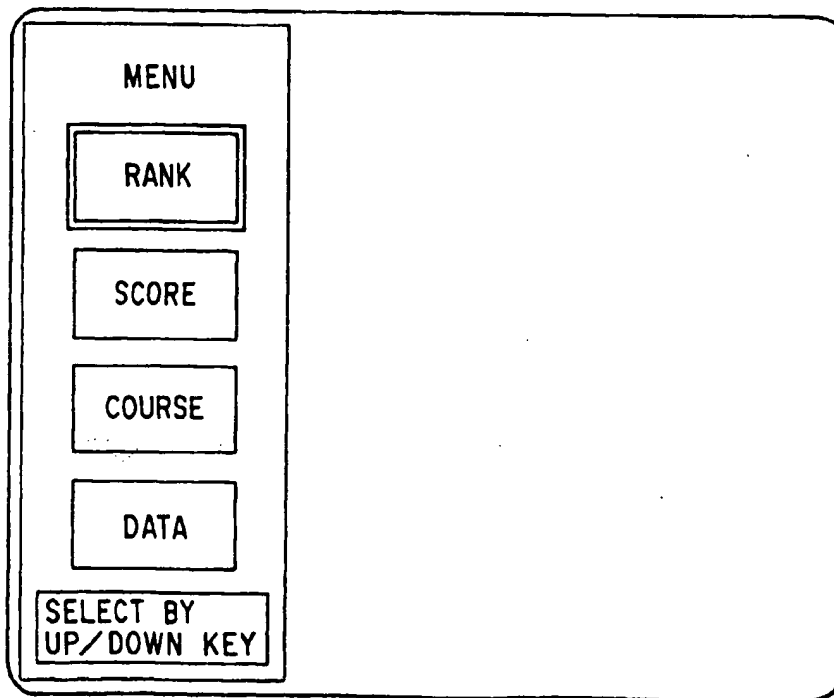 MENU
RANK
SCORE
COURSE
DATA
SELECT BY
UP/DOWN KEY